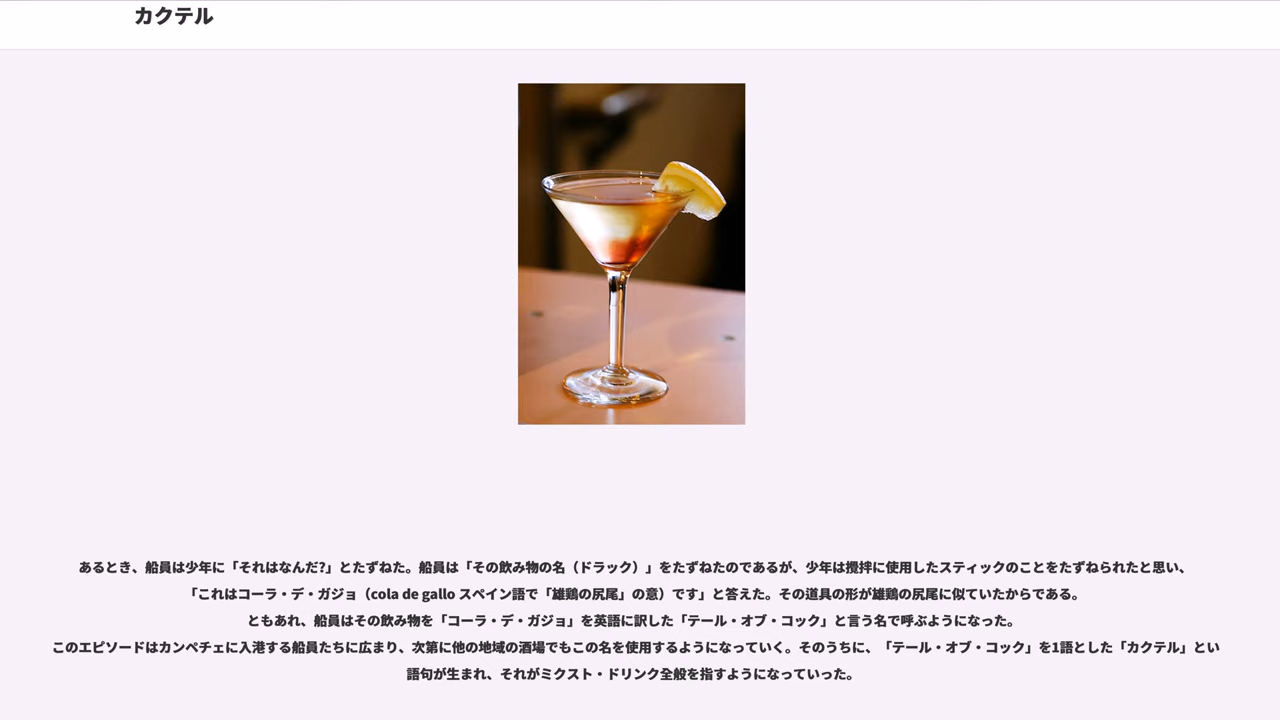 カクテル
あるとき、船員は少年に「それはなんだ?」とたずねた。船員は「その飲み物の名（ドラック）」をたずねたのであるが、少年は攪拌に使用したスティックのことをたずねられたと思い、
「これはコーラ・デ・ガジョ（cola de gallo スペイン語で「雄鶏の尻尾」の意）です」と答えた。その道具の形が雄鶏の尻尾に似ていたからである。
ともあれ、船員はその飲み物を「コーラ・デ・ガジョ」を英語に訳した「テール・オブ・コック」と言う名で呼ぶようになった。
このエピソードはカンペチェに入港する船員たちに広まり、次第に他の地域の酒場でもこの名を使用するようになっていく。そのうちに、「テール・オブ・コック」を1語とした「カクテル」とい
語句が生まれ、それがミクスト・ドリンク全般を指すようになっていった。